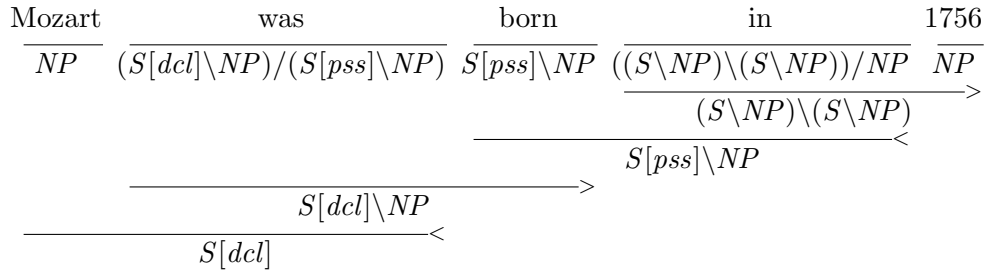 Mozart was born in 1756
NP (S[dcl]\NP)/(S[pss]\NP) S[pss]\NP ((S\NP)\(S\NP))/NP NP
>
(S\NP)\(S\NP)
<
S[pss]\NP
>
S[dcl]\NP
<
S[dcl]